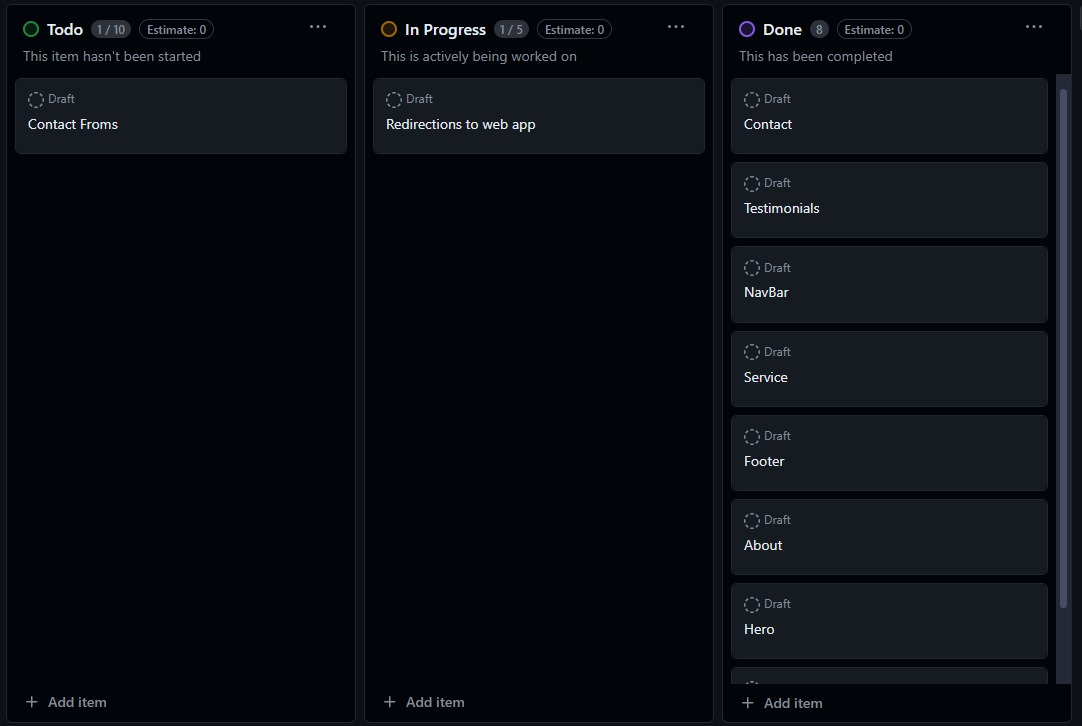 Todo 1 / 10 Estimate: 0
This item hasn't been started
Draft
Contact Froms
Add item
In Progress 1 / 5 Estimate: 0
This is actively being worked on
Draft
Redirections to web app
Add item
Done 8 Estimate: 0
This has been completed
Draft
Contact
Draft
Testimonials
Draft
NavBar
Draft
Service
Draft
Footer
Draft
About
Draft
Hero
Add item